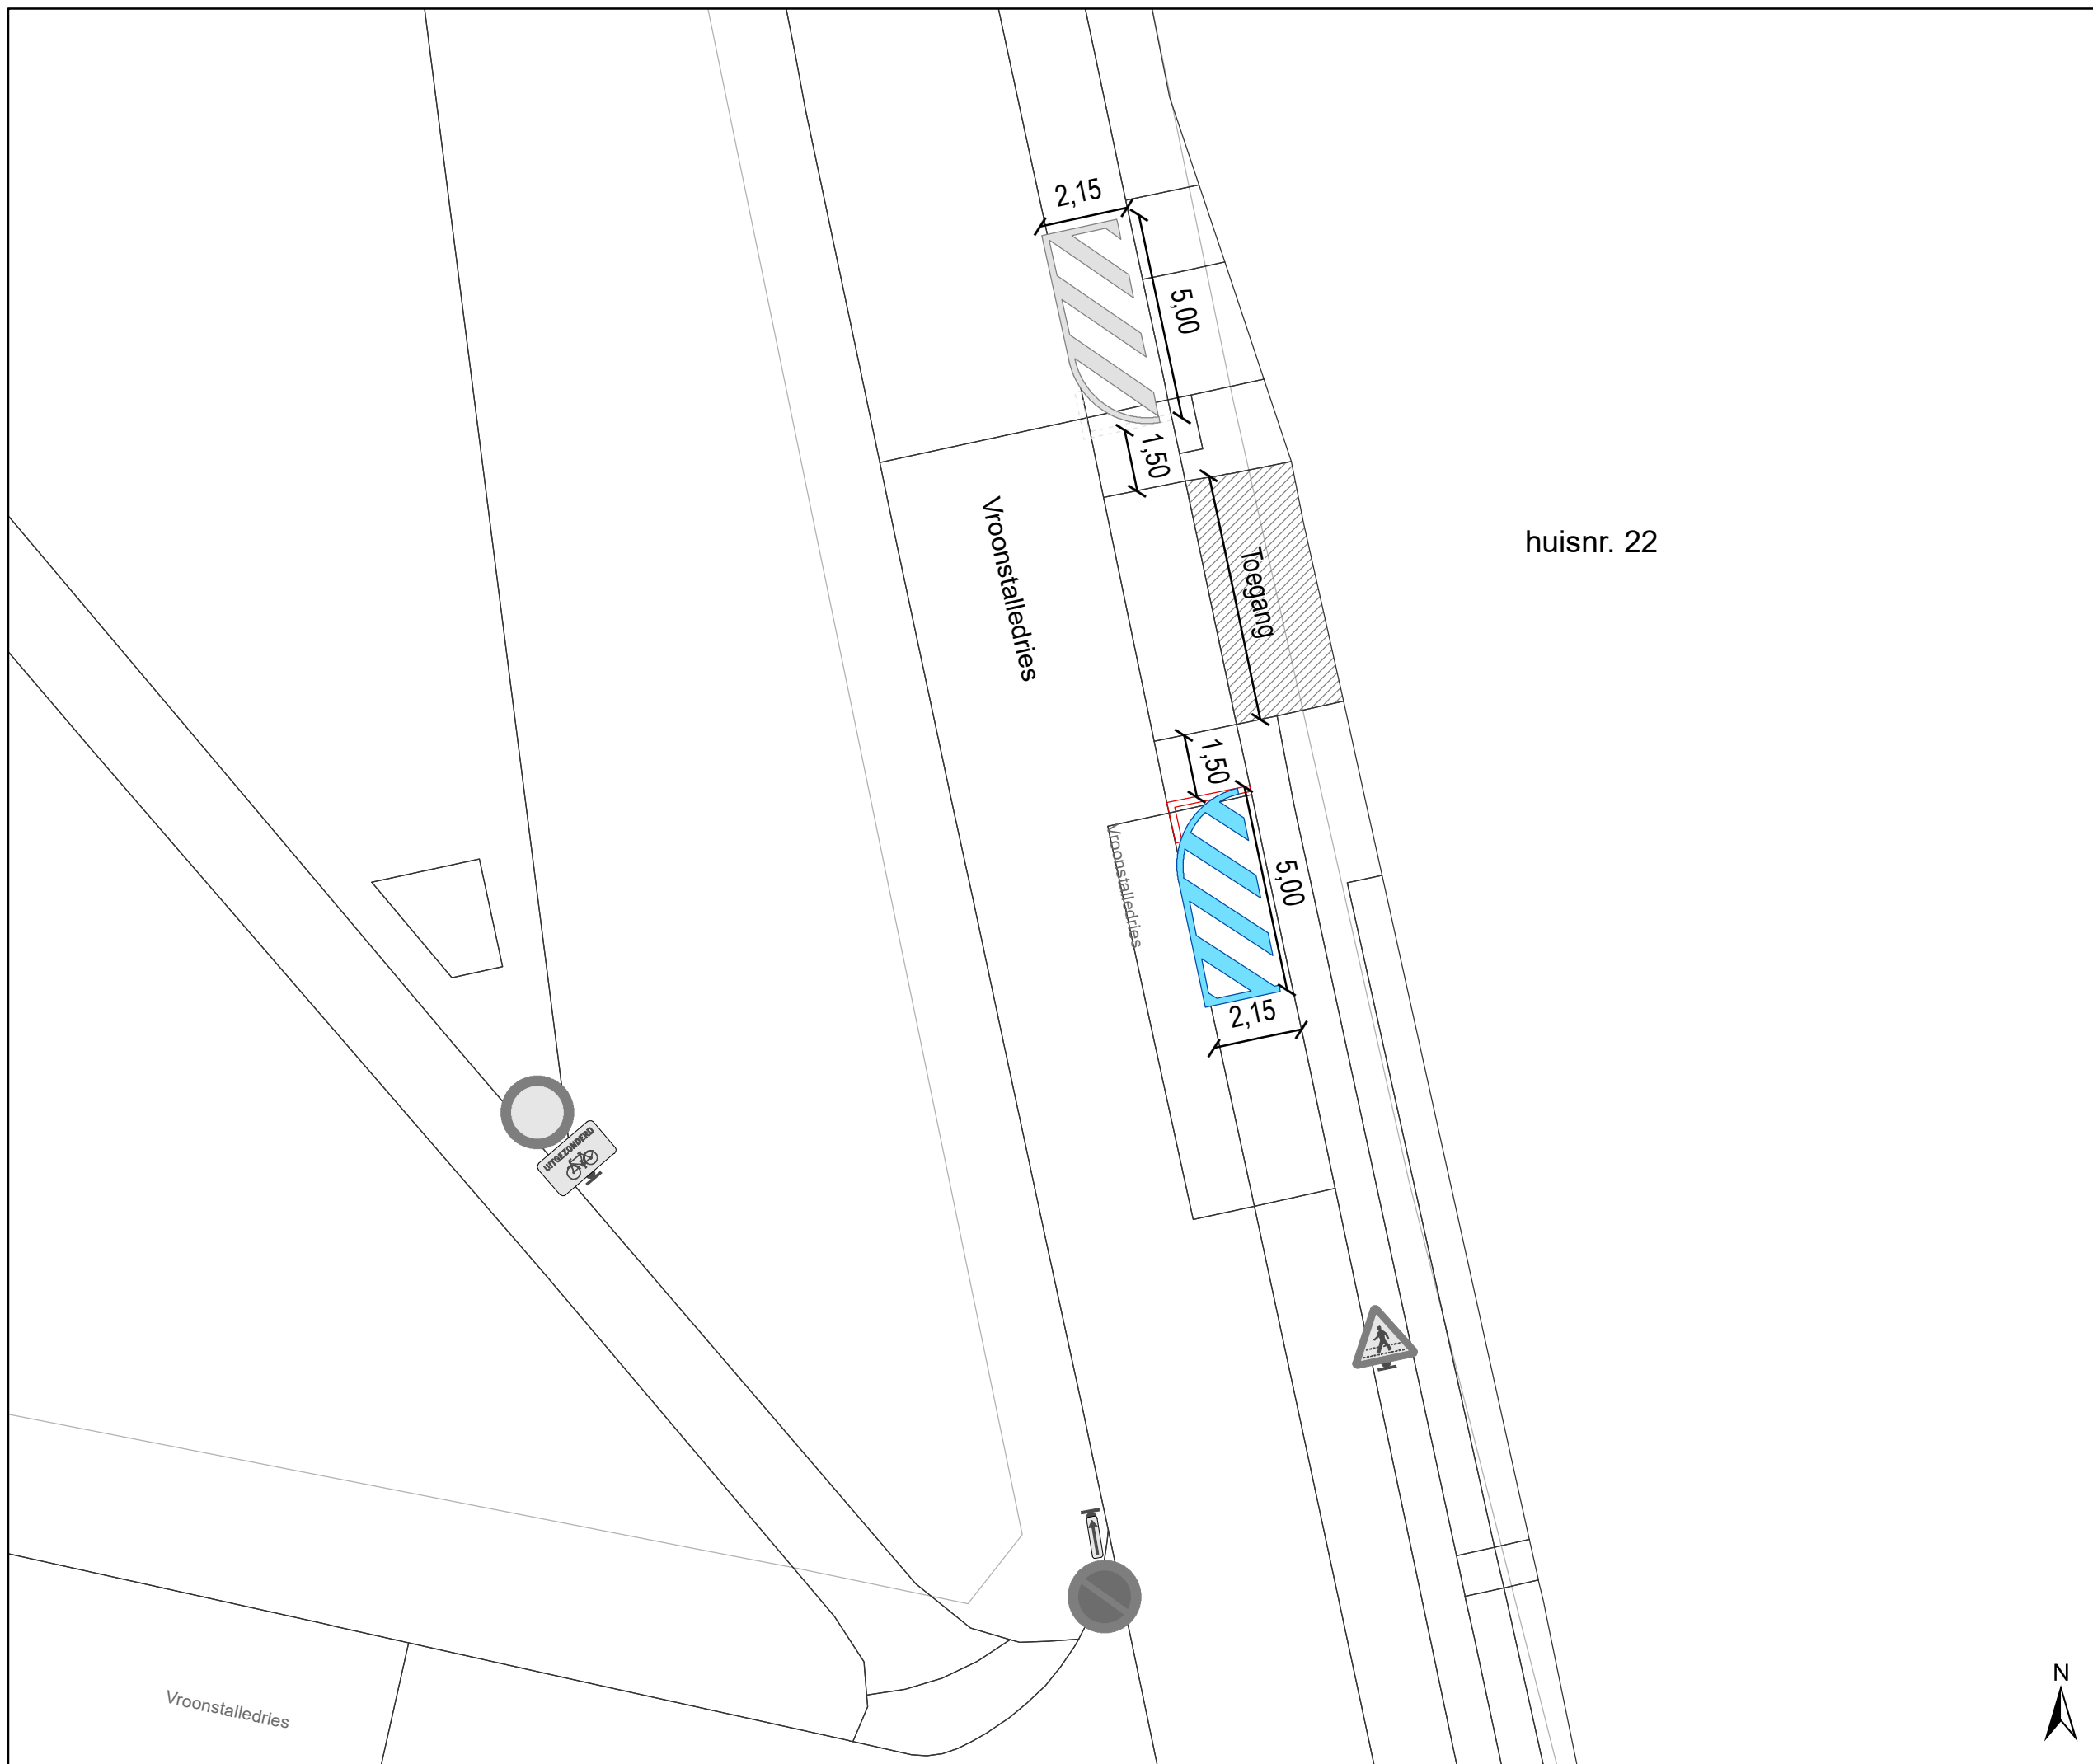 2,15
5,00
1,50
Vroonstalledries
huisnr. 22
Toegang
1,50
Vroonstalledries
5,00
2,15
UITGEZONDERD
Vroonstalledries
N